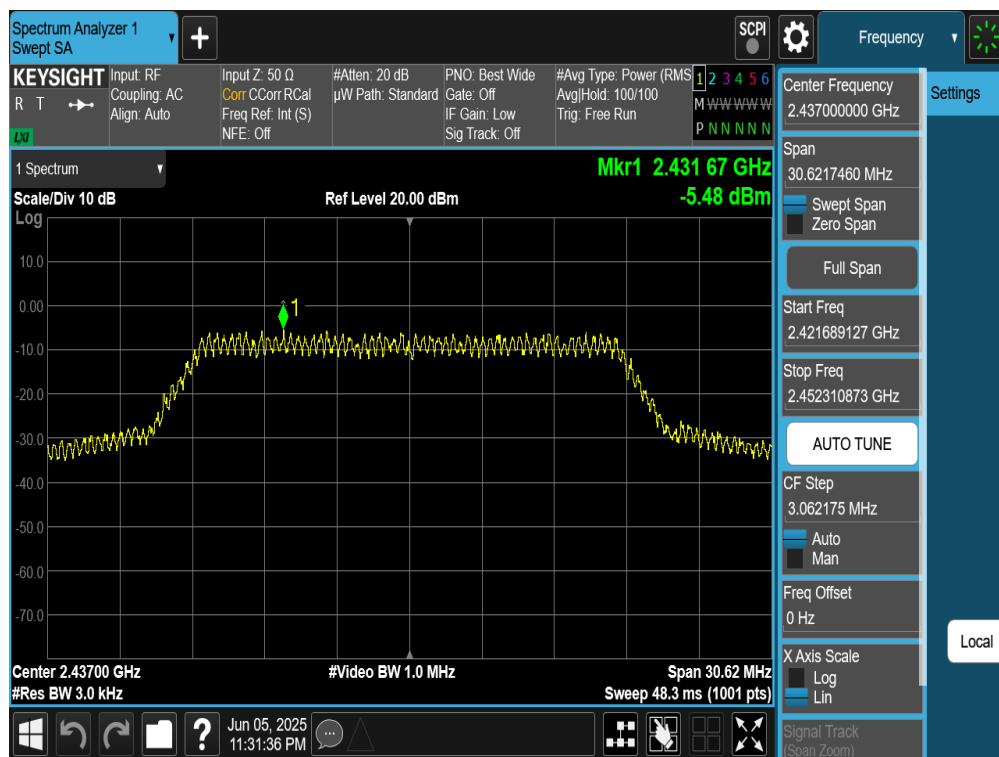 Spectrum Analyzer 1
Swept SA
+
SCPI
Frequency
KEYSIGHT
R T
LXI
Input: RF
Coupling: AC
Align: Auto
Input Z: 50 Ω
Corr CCorr RCal
Freq Ref: Int (S)
NFE: Off
#Atten: 20 dB
µW Path: Standard
PNO: Best Wide
Gate: Off
IF Gain: Low
Sig Track: Off
#Avg Type: Power (RMS
Avg|Hold: 100/100
Trig: Free Run
1 2 3 4 5 6
M W W W W W
P N N N N N
1 Spectrum
Mkr1 2.431 67 GHz
-5.48 dBm
Scale/Div 10 dB
Ref Level 20.00 dBm
Log
10.0
0.00
-10.0
-20.0
-30.0
-40.0
-50.0
-60.0
-70.0
1
Center 2.43700 GHz
#Video BW 1.0 MHz
Span 30.62 MHz
#Res BW 3.0 kHz
Sweep 48.3 ms (1001 pts)
Center Frequency
2.437000000 GHz
Span
30.6217460 MHz
Swept Span
Zero Span
Full Span
Start Freq
2.421689127 GHz
Stop Freq
2.452310873 GHz
AUTO TUNE
CF Step
3.062175 MHz
Auto
Man
Freq Offset
0 Hz
X Axis Scale
Log
Lin
Signal Track
(Span Zoom)
Settings
Local
?
Jun 05, 2025
11:31:36 PM